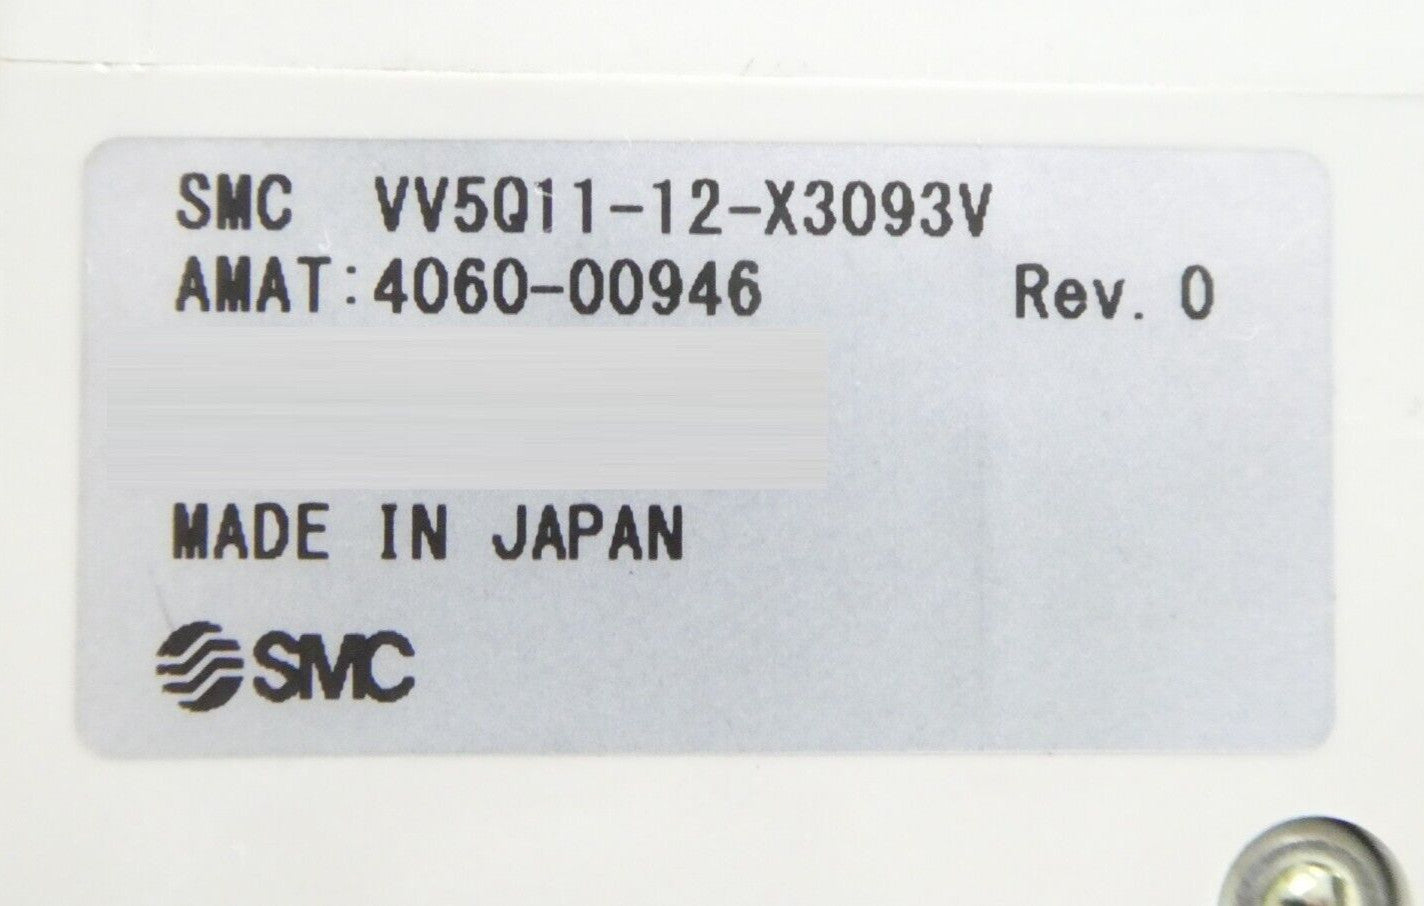 SMC VV5Q11-12-X3093V
AMAT:4060-00946 Rev. 0
MADE IN JAPAN
SMC